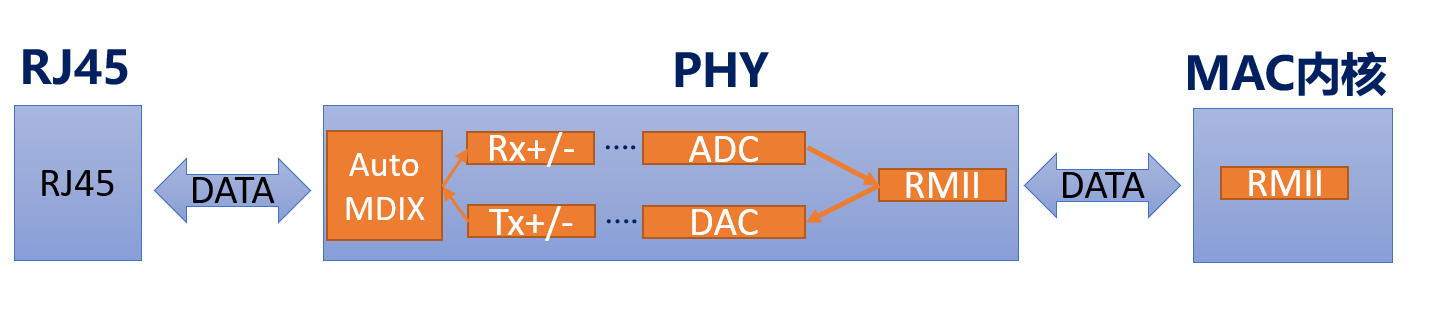 RJ45
PHY
MAC内核
RJ45
DATA
Auto
MDIX
Rx+/-
....
ADC
Tx+/-
....
DAC
RMII
DATA
RMII